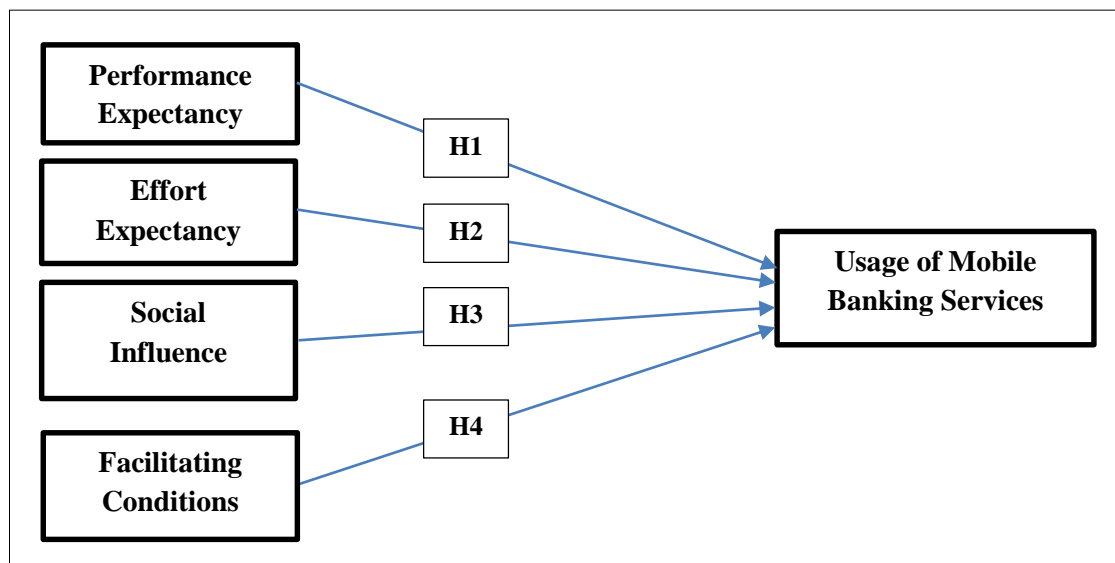 Performance
Expectancy
H1
Effort
Expectancy
H2
Social
Influence
H3
Facilitating
Conditions
H4
Usage of Mobile
Banking Services